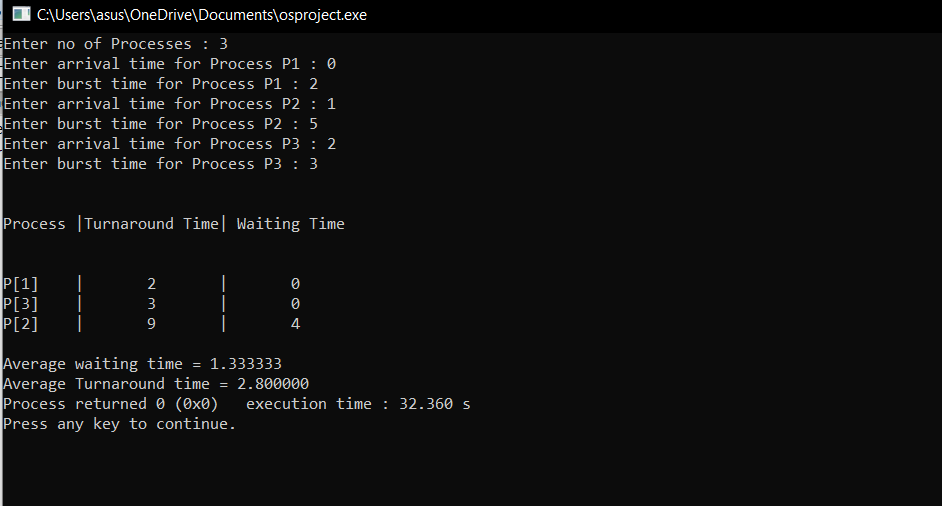 C:\Users\asus\OneDrive\Documents\osproject.exe
Enter no of Processes : 3
Enter arrival time for Process P1 : 0
Enter burst time for Process P1 : 2
Enter arrival time for Process P2 : 1
Enter burst time for Process P2 : 5
Enter arrival time for Process P3 : 2
Enter burst time for Process P3 : 3
Process |Turnaround Time| Waiting Time
P[1] | 2 | 0
P[3] | 3 | 0
P[2] | 9 | 4
Average waiting time = 1.333333
Average Turnaround time = 2.800000
Process returned 0 (0x0) execution time : 32.360 s
Press any key to continue.